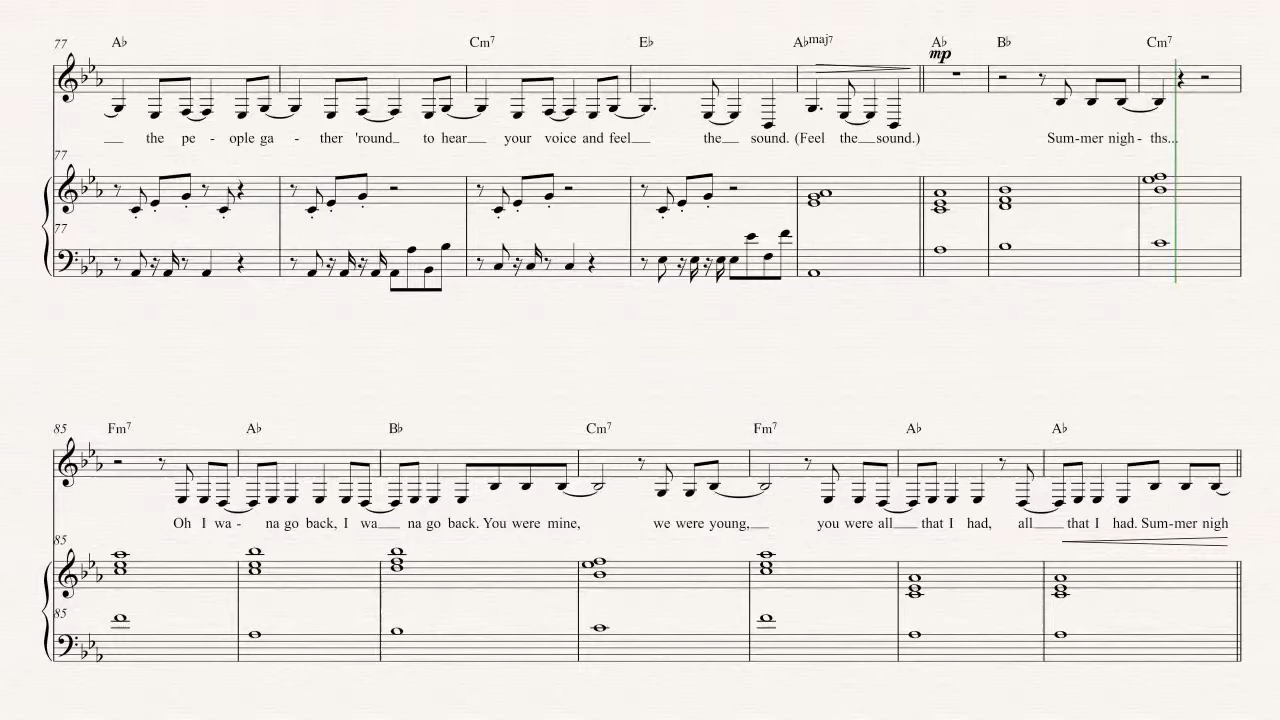 77 A♭ Cm7 E♭ A♭maj7 A♭ B♭ Cm7
mp
the pe - ople ga - ther 'round to hear your voice and feel the sound. (Feel the sound.) Sum-mer nigh - ths...
77
77
85 Fm7 A♭ B♭ Cm7 Fm7 A♭ A♭
Oh I wa - na go back, I wa na go back. You were mine, we were young, you were all that I had, all that I had. Sum-mer nigh
85
85